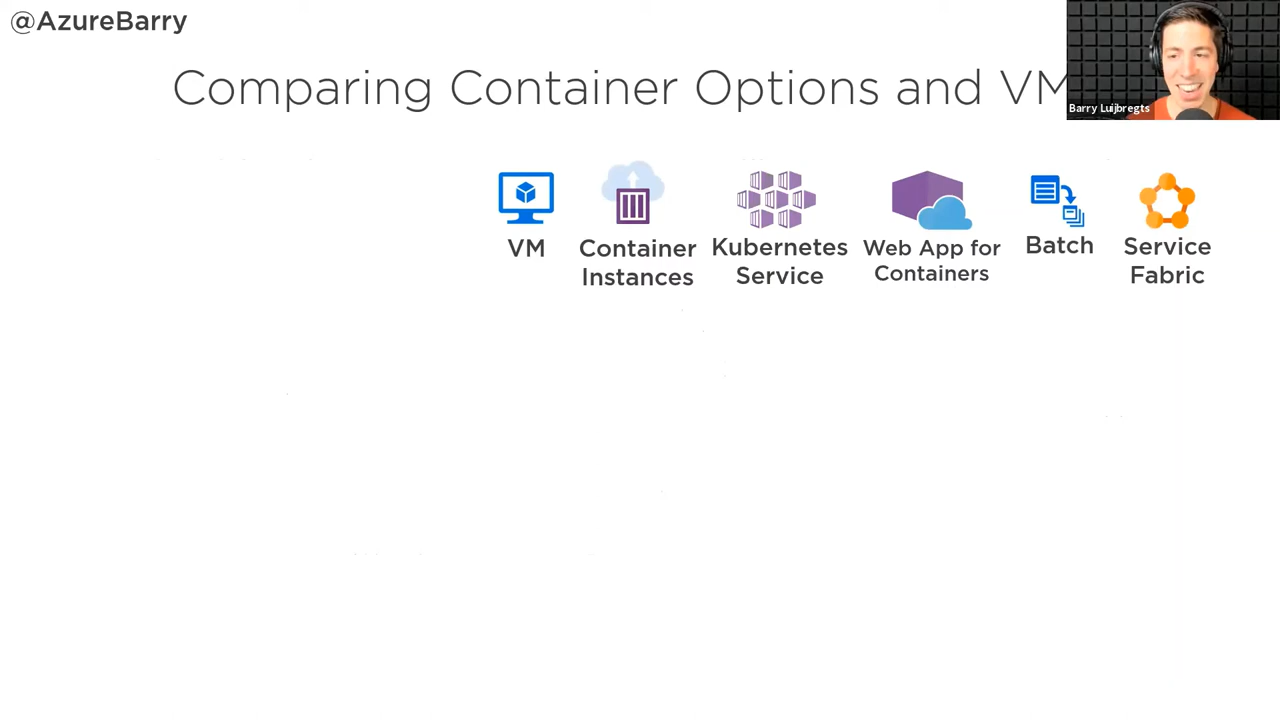 @AzureBarry
Comparing Container Options and VM
Barry Luijbregts
VM
Container
Instances
Kubernetes
Service
Web App for
Containers
Batch
Service
Fabric